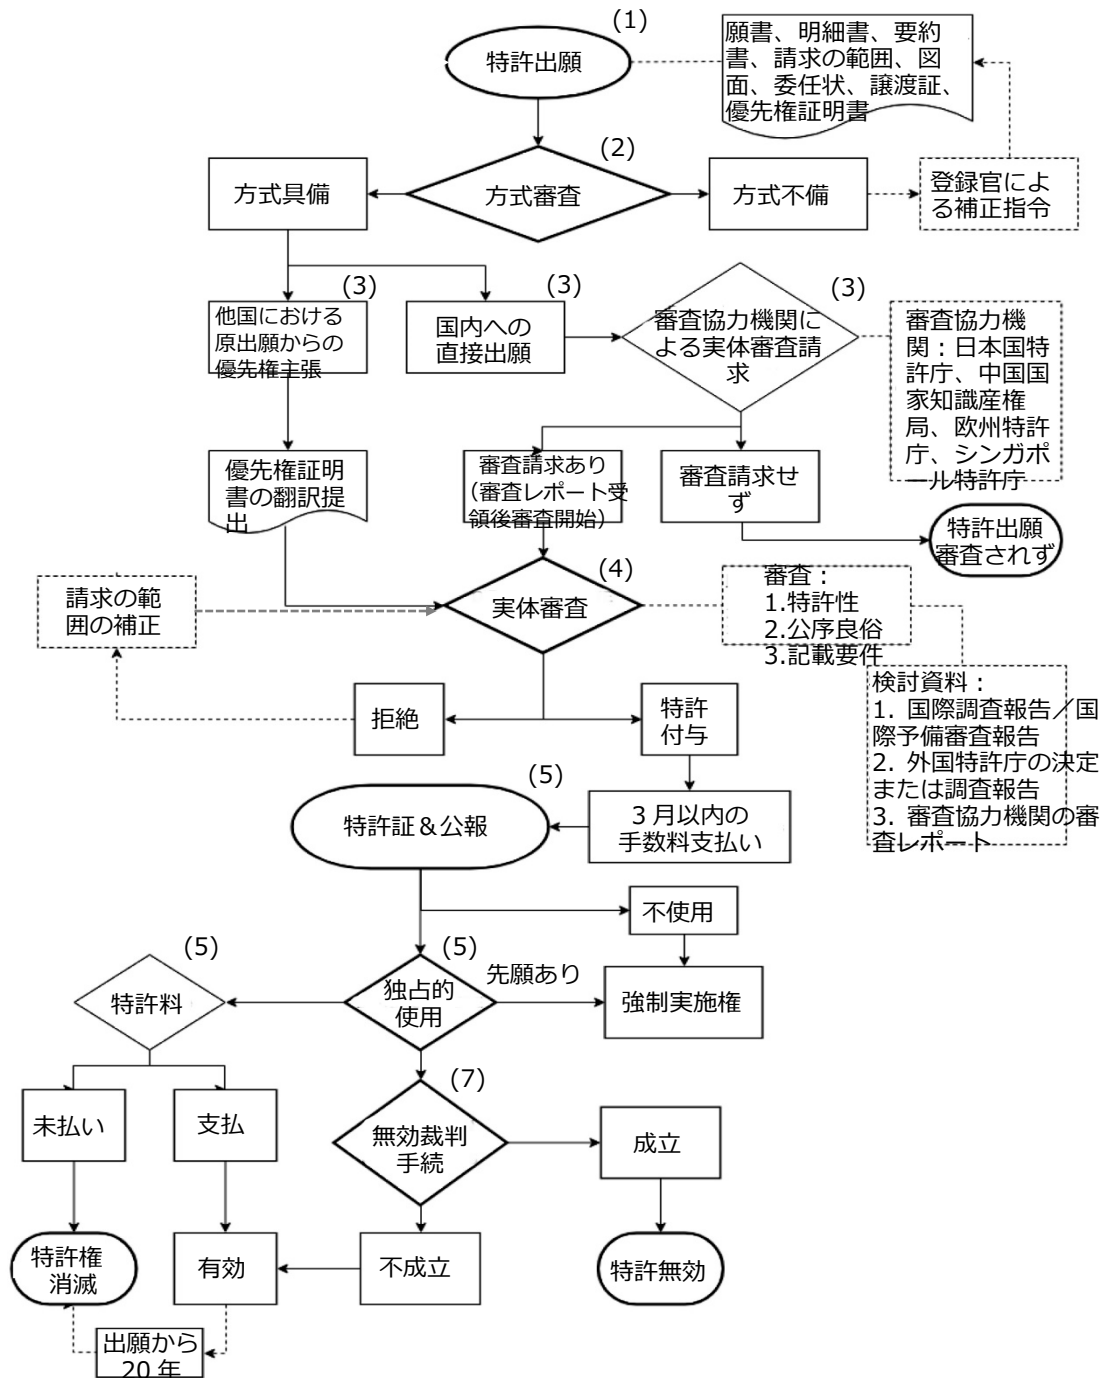 (1)
特許出願
願書、明細書、要約
書、請求の範囲、図
面、委任状、譲渡証、
優先権証明書
(2)
方式具備
方式審査
方式不備
登録官によ
る補正指令
(3)
他国における
原出願からの
優先権主張
(3)
国内への
直接出願
(3)
審査協力機関に
よる実体審査請
求
審査協力機
関：日本国特
許庁、中国国
家知識産権
局、欧州特許
庁、シンガポ
ール特許庁
優先権証明
書の翻訳提
出
審査請求あり
（審査レポート受
領後審査開始）
審査請求せ
ず
特許出願
審査されず
(4)
請求の範
囲の補正
実体審査
審査：
1.特許性
2.公序良俗
3.記載要件
拒絶
特許
付与
検討資料：
1. 国際調査報告／国
際予備審査報告
2. 外国特許庁の決定
または調査報告
3. 審査協力機関の審
査レポート
(5)
特許証＆公報
３月以内の
手数料支払い
不使用
(5)
特許料
(5)
独占的
使用
先願あり
強制実施権
(7)
未払い
支払
無効裁判
手続
成立
特許権
消滅
有効
不成立
特許無効
出願から
20 年